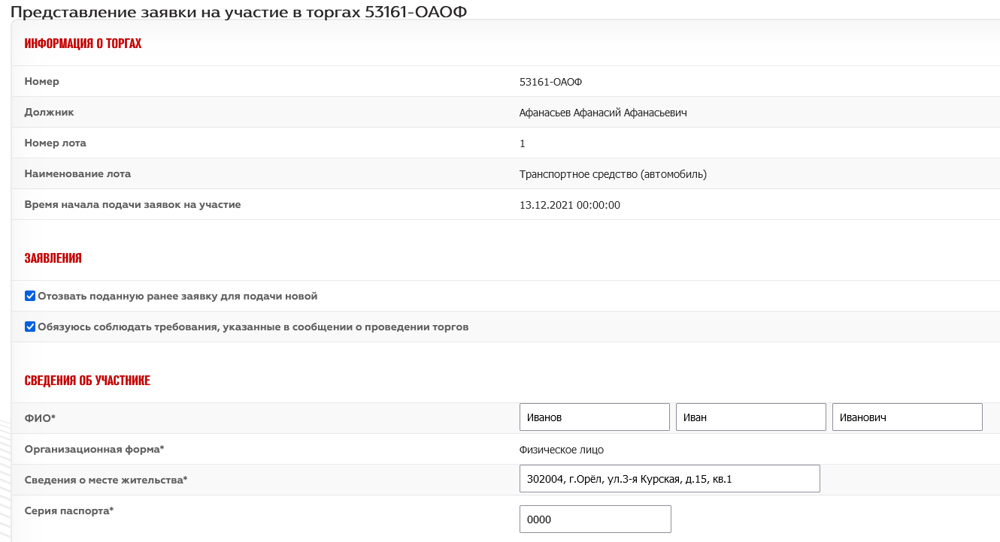 Представление заявки на участие в торгах 53161-ОАОФ
ИНФОРМАЦИЯ О ТОРГАХ
Номер 53161-ОАОФ
Должник Афанасьев Афанасий Афанасьевич
Номер лота 1
Наименование лота Транспортное средство (автомобиль)
Время начала подачи заявок на участие 13.12.2021 00:00:00
ЗАЯВЛЕНИЯ
Отозвать поданную ранее заявку для подачи новой
Обязуюсь соблюдать требования, указанные в сообщении о проведении торгов
СВЕДЕНИЯ ОБ УЧАСТНИКЕ
ФИО* Иванов Иван Иванович
Организационная форма* Физическое лицо
Сведения о месте жительства* 302004, г.Орёл, ул.3-я Курская, д.15, кв.1
Серия паспорта* 0000